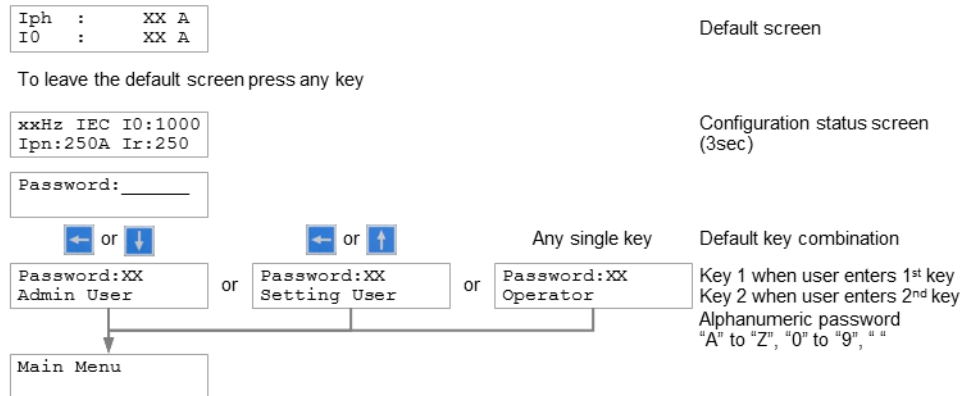 Iph : XX A
I0 : XX A
Default screen
To leave the default screen press any key
xxHz IEC I0:1000
Ipn:250A Ir:250
Configuration status screen
(3sec)
Password:______
or
or
Any single key
Default key combination
Password:XX
Admin User
or
Password:XX
Setting User
or
Password:XX
Operator
Key 1 when user enters 1st key
Key 2 when user enters 2nd key
Alphanumeric password
“A” to “Z”, “0” to “9”, “ “
Main Menu